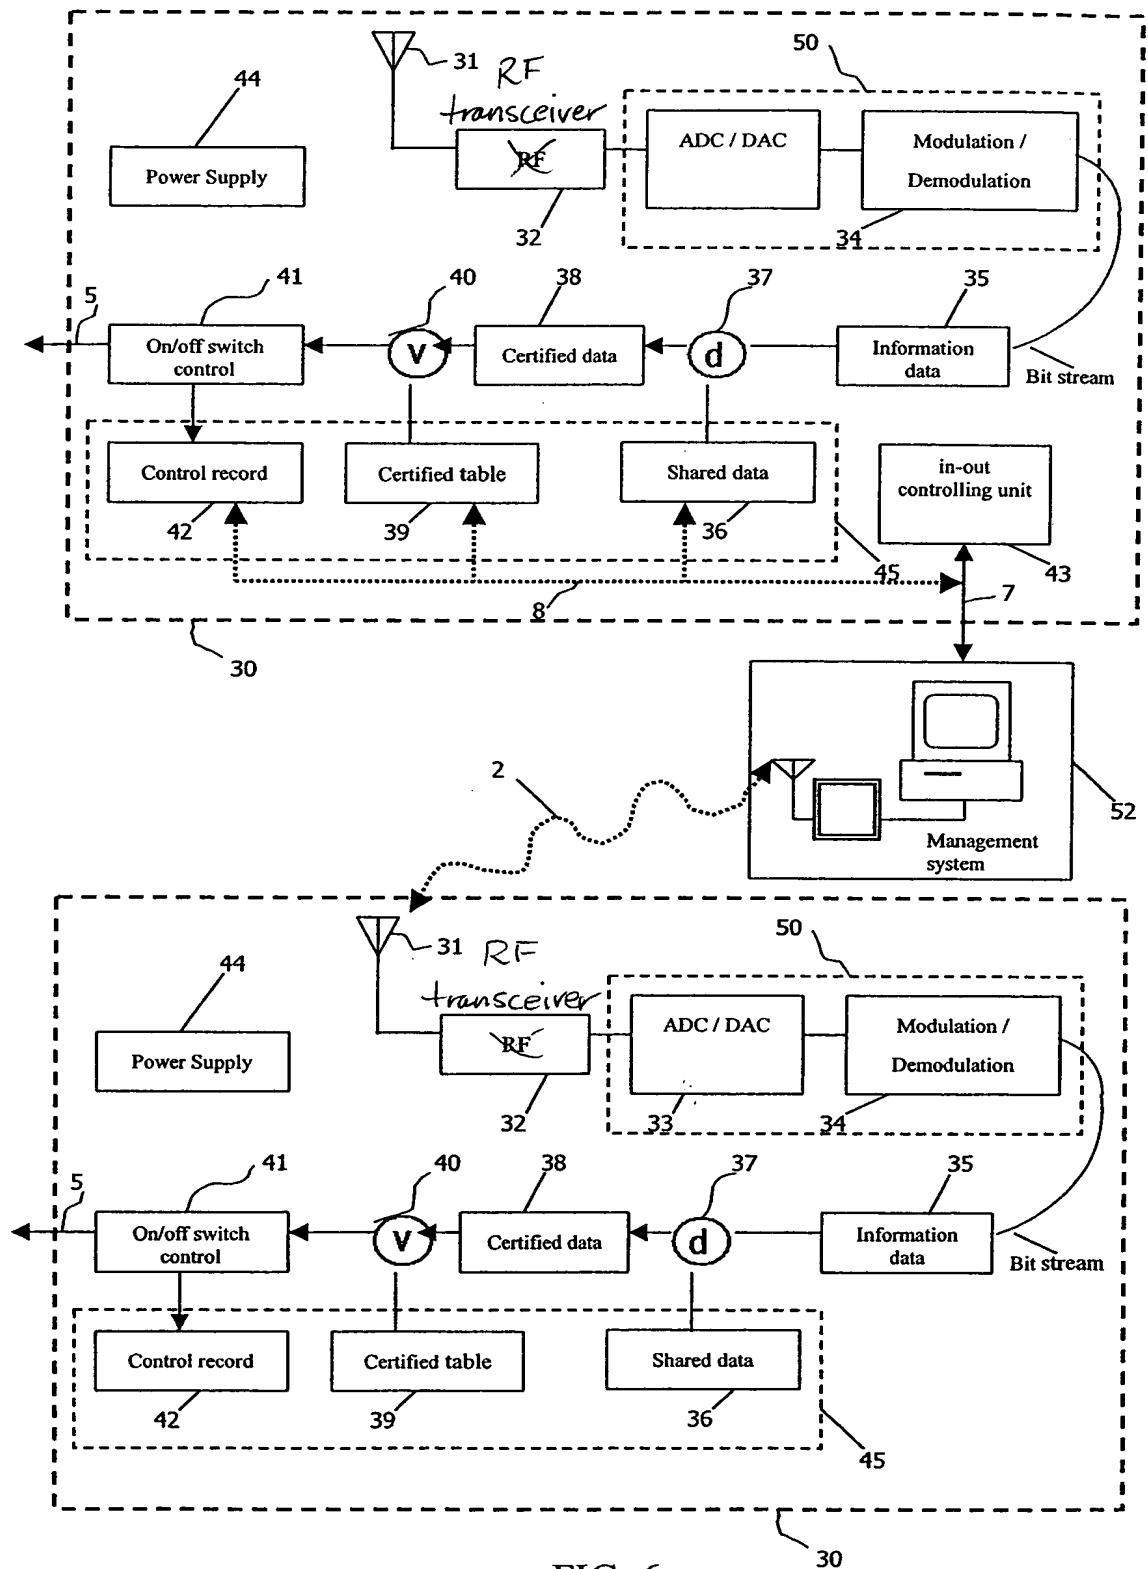 50
31
RF
transceiver
44
ADC / DAC
Modulation /
Demodulation
RF
Power Supply
32
34
41
40
38
37
35
5
On/off switch
control
v
Certified data
d
Information
data
Bit stream
Control record
Certified table
Shared data
in-out
controlling unit
42
39
36
45
43
8
7
30
2
52
Management
system
50
31
RF
transceiver
44
ADC / DAC
Modulation /
Demodulation
RF
Power Supply
32
33
34
41
40
38
37
35
5
On/off switch
control
v
Certified data
d
Information
data
Bit stream
Control record
Certified table
Shared data
42
39
36
45
30